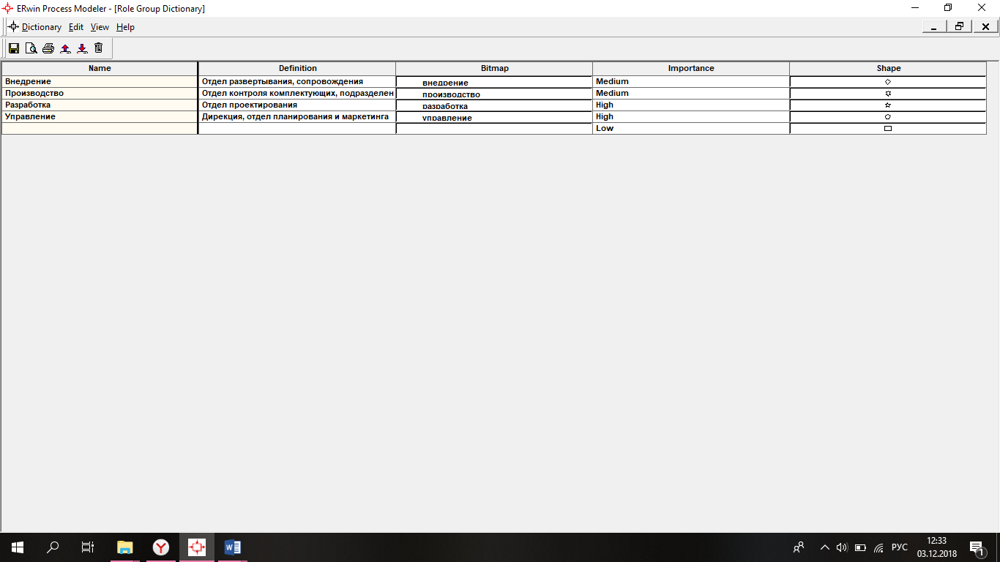 ERwin Process Modeler - [Role Group Dictionary]
Dictionary Edit View Help
Name Definition Bitmap Importance Shape
Внедрение Отдел развертывания, сопровождения внедрение Medium
Производство Отдел контроля комплектующих, подразделен производство Medium
Разработка Отдел проектирования разработка High
Управление Дирекция, отдел планирования и маркетинга управление High
Low
РУС 12:33
03.12.2018 1